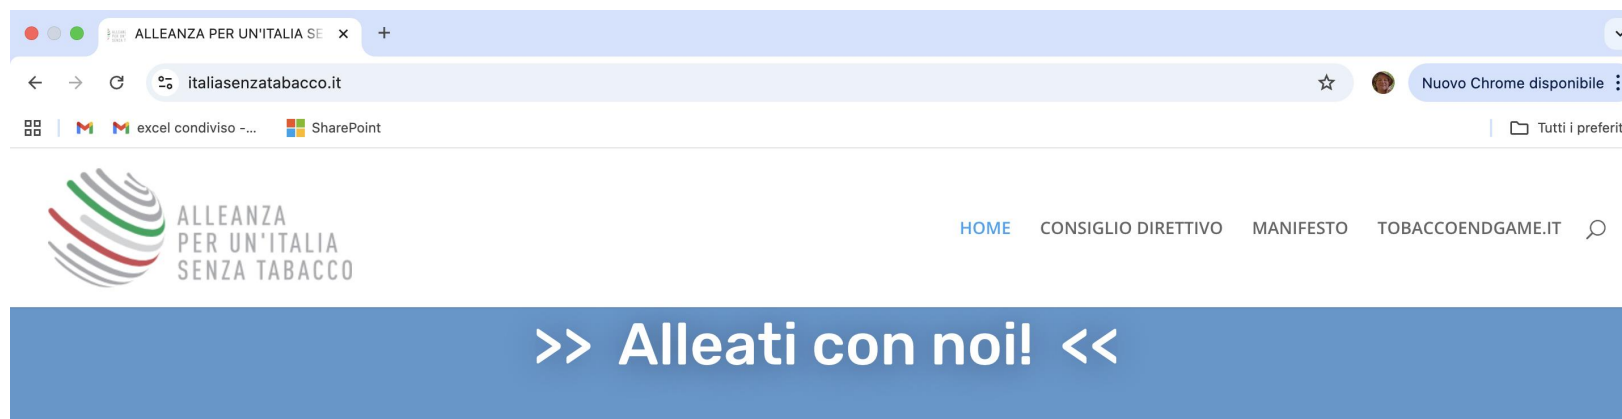 ALLEANZA PER UN'ITALIA SE
italiasenzatabacco.it
Nuovo Chrome disponibile
excel condiviso -...
SharePoint
Tutti i preferit
ALLEANZA
PER UN'ITALIA
SENZA TABACCO
HOME CONSIGLIO DIRETTIVO MANIFESTO TOBACCOENDGAME.IT
>> Alleati con noi! <<